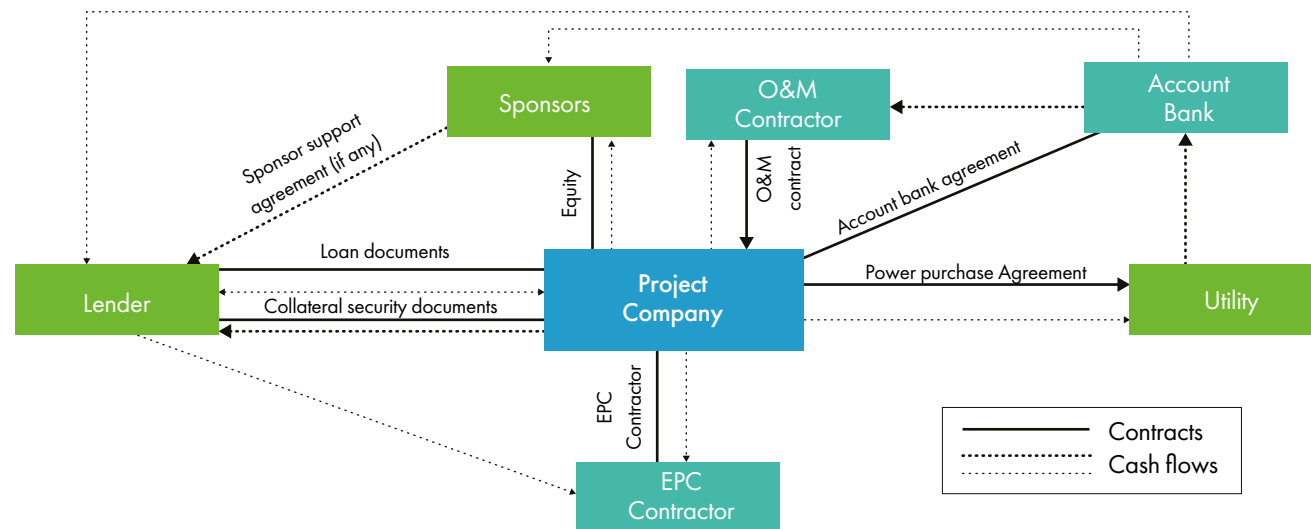 Sponsors
O&M
Contractor
Account
Bank
Sponsor support
agreement (if any)
Equity
O&M
contract
Account bank agreement
Loan documents
Power purchase Agreement
Lender
Project
Company
Utility
Collateral security documents
EPC
Contractor
EPC
Contractor
Contracts
Cash flows